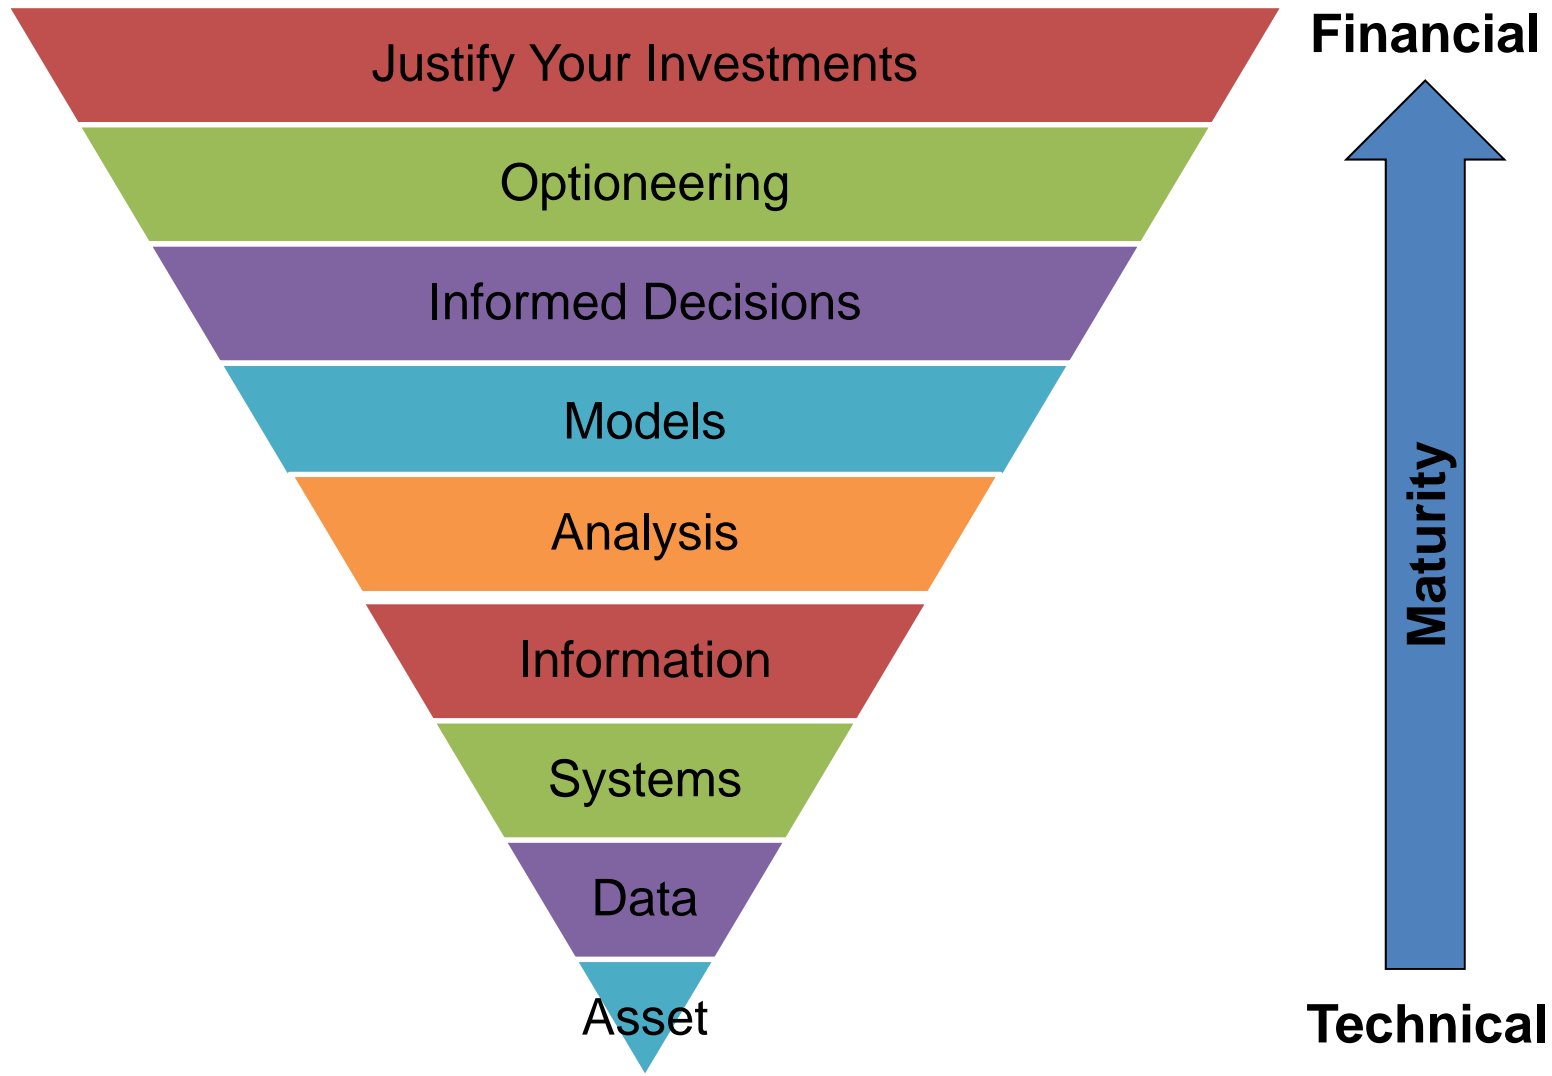 Justify Your Investments
Optioneering
Informed Decisions
Models
Analysis
Information
Systems
Data
Asset
Financial
Maturity
Technical